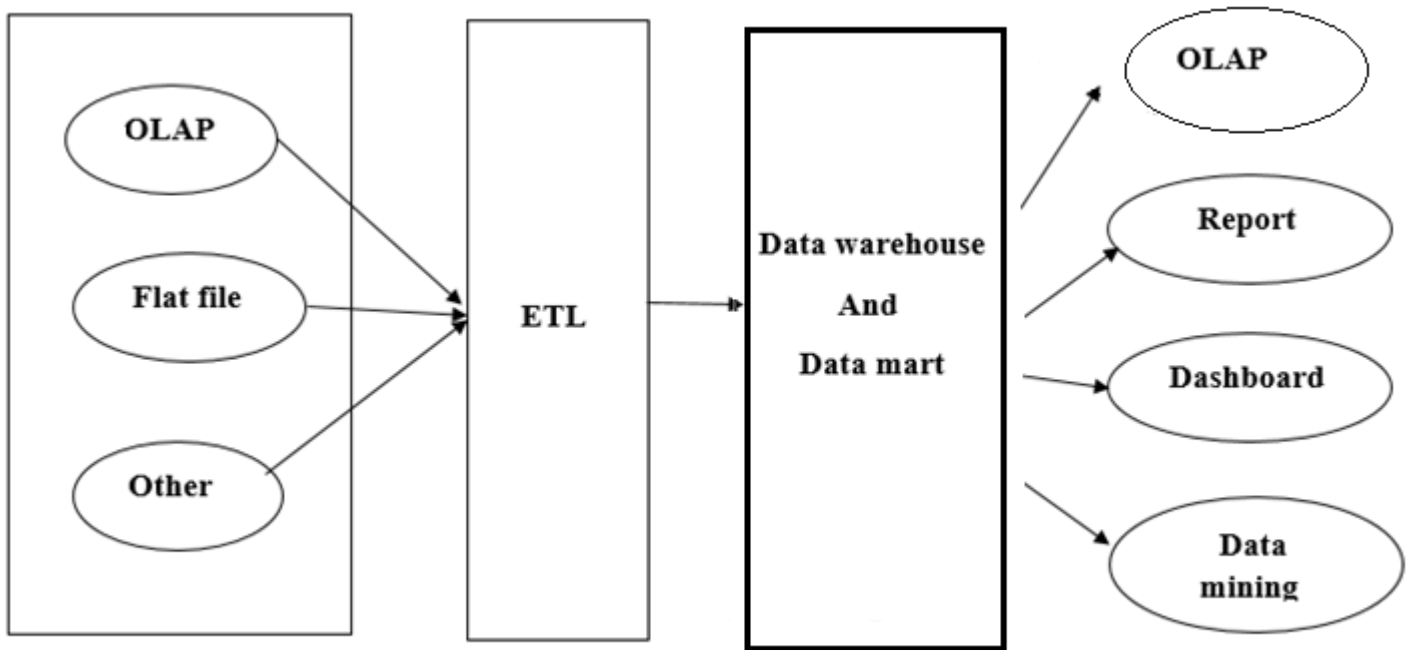 OLAP
Flat file
Other
ETL
Data warehouse
And
Data mart
OLAP
Report
Dashboard
Data
mining